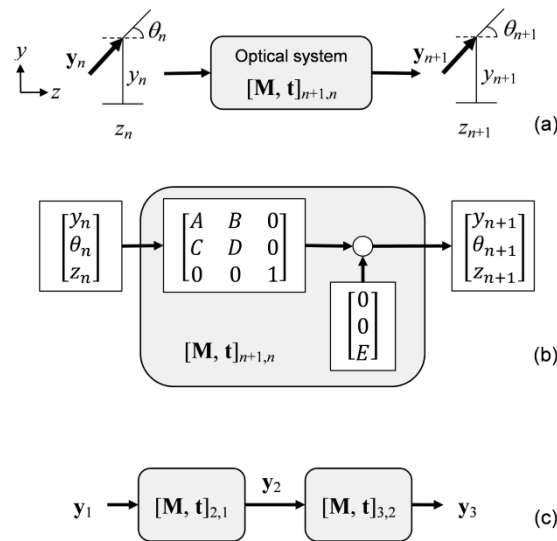 y θₙ θₙ₊₁
yₙ Optical system yₙ₊₁
yₙ [M, t]ₙ₊₁,ₙ yₙ₊₁
z
zₙ zₙ₊₁ (a)
[yₙ] [A B 0] [yₙ₊₁]
[θₙ] [C D 0] [θₙ₊₁]
[zₙ] [0 0 1] [zₙ₊₁]
[0]
[0]
[E]
[M, t]ₙ₊₁,ₙ
(b)
y₁ [M, t]₂,₁ y₂ [M, t]₃,₂ y₃
(c)